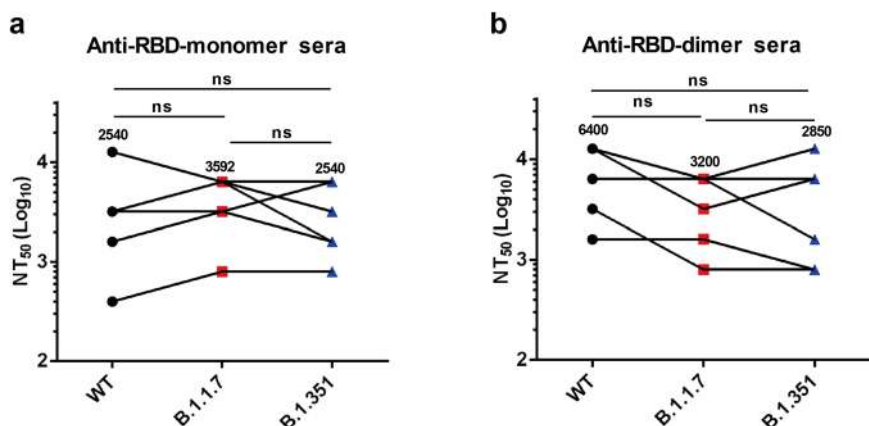 a
Anti-RBD-monomer sera
ns
ns
ns
2540
3592
2540
4
3
2
NT50 (Log10)
WT
B.1.1.7
B.1.351
b
Anti-RBD-dimer sera
ns
ns
ns
6400
3200
2850
4
3
2
NT50 (Log10)
WT
B.1.1.7
B.1.351